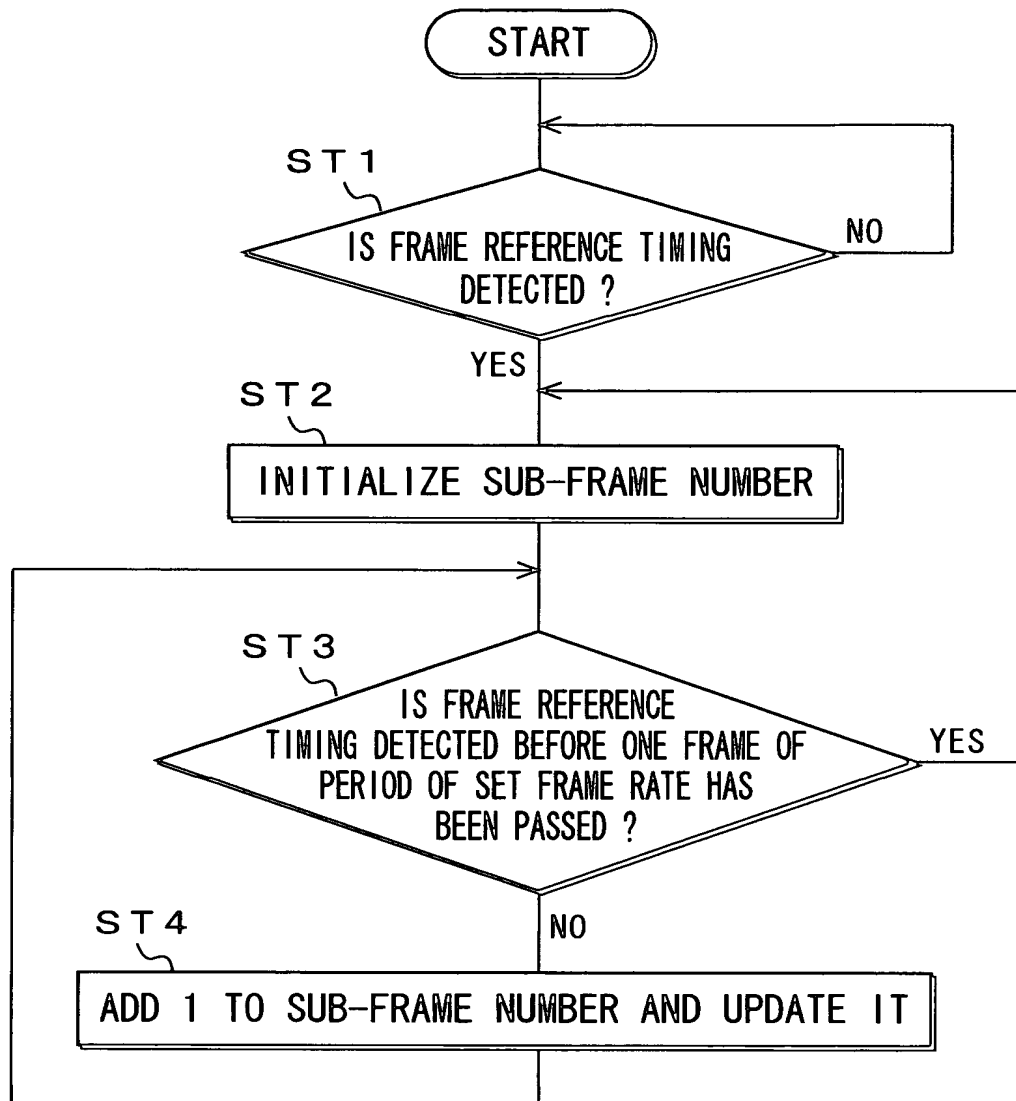 START
ST1
IS FRAME REFERENCE TIMING
DETECTED ?
NO
YES
ST2
INITIALIZE SUB-FRAME NUMBER
ST3
IS FRAME REFERENCE
TIMING DETECTED BEFORE ONE FRAME OF
PERIOD OF SET FRAME RATE HAS
BEEN PASSED ?
YES
NO
ST4
ADD 1 TO SUB-FRAME NUMBER AND UPDATE IT